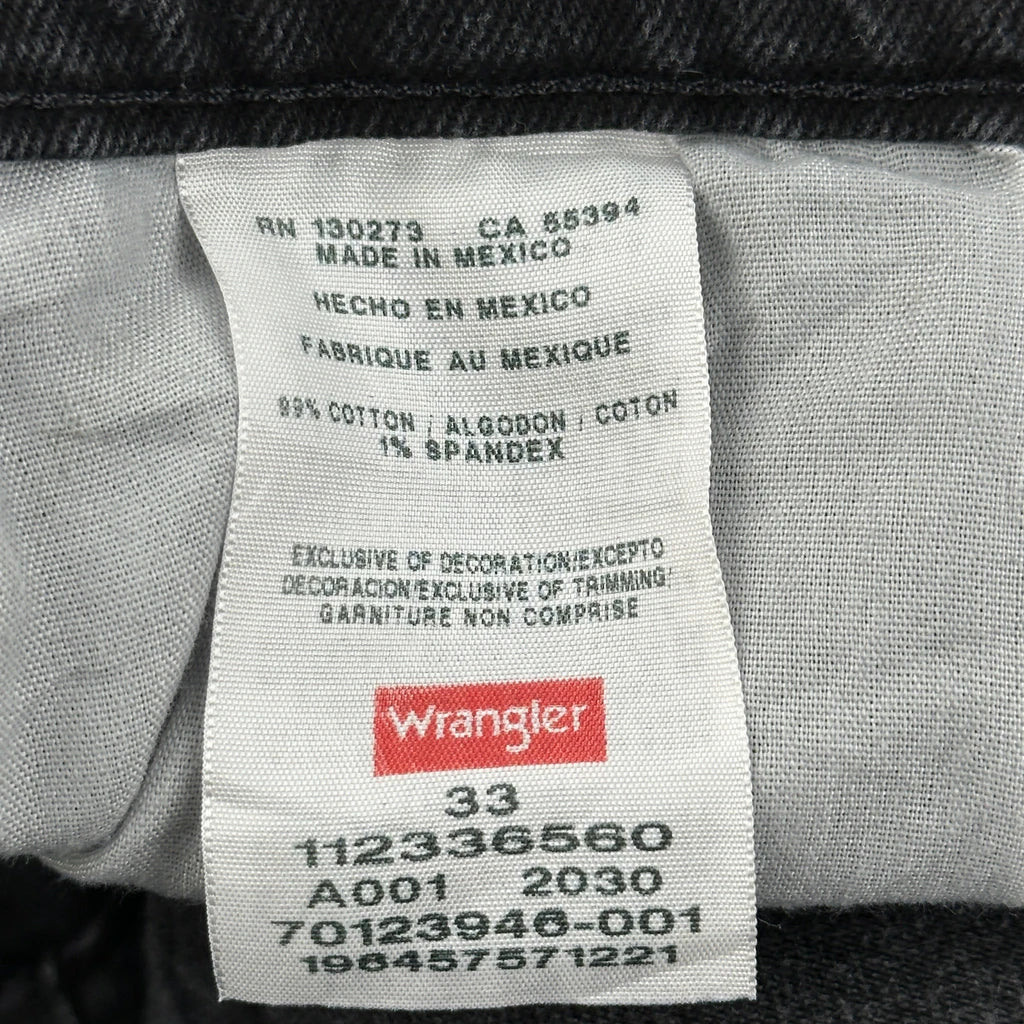 RN 130273 CA 55394
MADE IN MEXICO
HECHO EN MEXICO
FABRIQUE AU MEXIQUE
99% COTTON / ALGODON / COTON
1% SPANDEX
EXCLUSIVE OF DECORATION/EXCEPTO
DECORACION/EXCLUSIVE OF TRIMMING
GARNITURE NON COMPRISE
Wrangler
33
112336560
A001 2030
70123946-001
196457571221